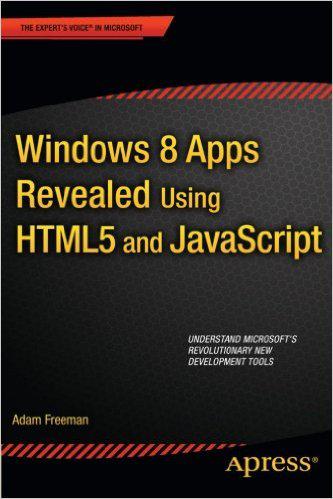 THE EXPERT'S VOICE® IN MICROSOFT
Windows 8 Apps
Revealed Using
HTML5 and JavaScript
UNDERSTAND MICROSOFT'S
REVOLUTIONARY NEW
DEVELOPMENT TOOLS
Adam Freeman
Apress®